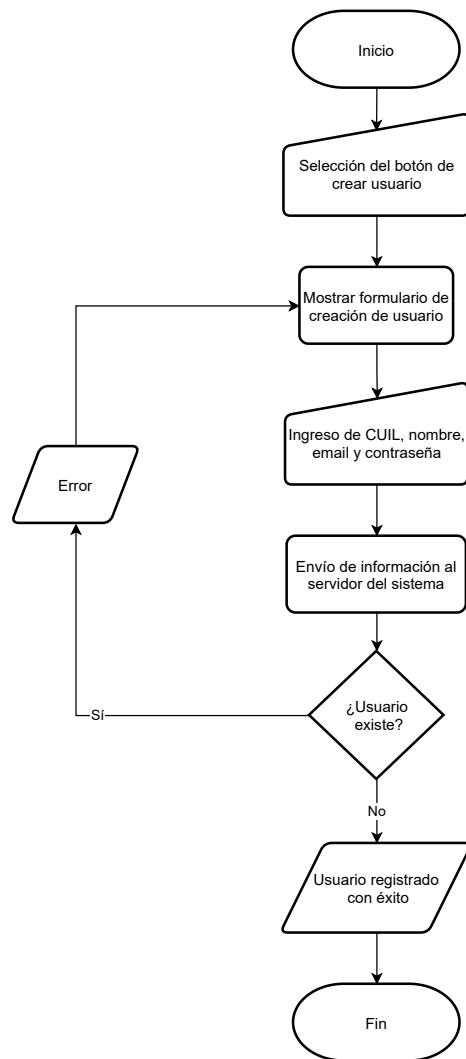 Inicio
Selección del botón de
crear usuario
Mostrar formulario de
creación de usuario
Ingreso de CUIL, nombre,
email y contraseña
Error
Envío de información al
servidor del sistema
¿Usuario
existe?
Sí
No
Usuario registrado
con éxito
Fin